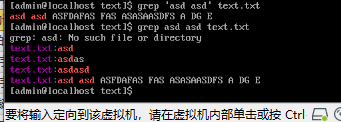 [admin@localhost text]$ grep 'asd asd' text.txt
asd asd ASFDAFAS FAS ASASAASDFS A DG E
[admin@localhost text]$ grep asd asd text.txt
grep: asd: No such file or directory
text.txt:asd
text.txt:asdas
text.txt:asdasd
text.txt:asd asd ASFDAFAS FAS ASASAASDFS A DG E
[admin@localhost text]$
要将输入定向到该虚拟机，请在虚拟机内部单击或按 Ctrl